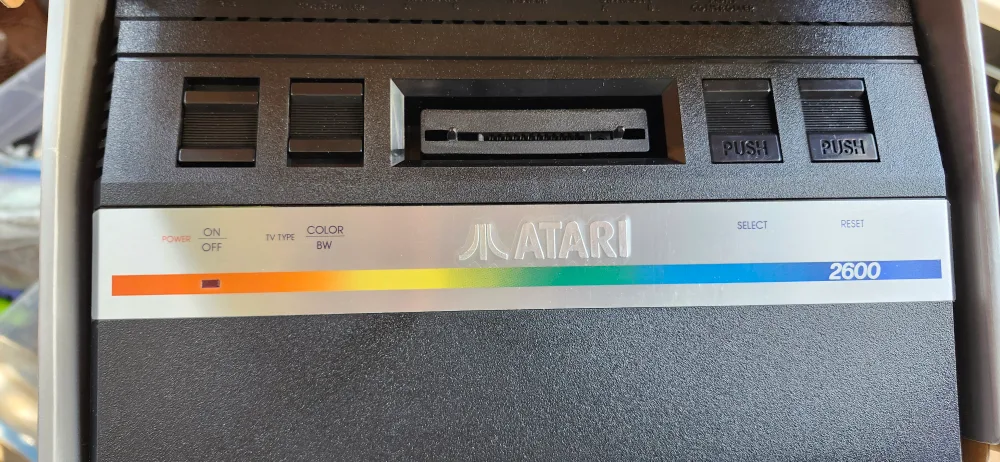 PUSH
PUSH
POWER
ON
OFF
TV TYPE
COLOR
BW
ATARI
SELECT
RESET
2600